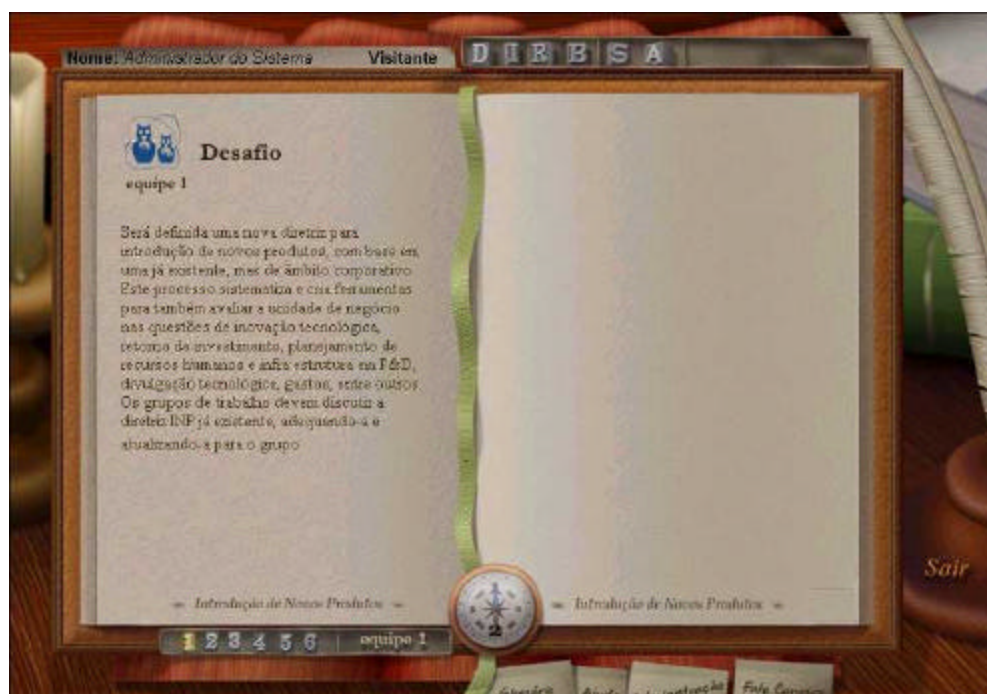 Nome: Administrador do Sistema Visitante
D I R E S A
Desafio
equipe 1
Será definida uma nova diretriz para
introdução de novos produtos, com base em
uma já existente, mas de âmbito corporativo.
Este processo sistematiza e cria ferramentas
para também avaliar a unidade de negócio
nas questões de inovação tecnológica,
retorno de investimento, planejamento de
recursos humanos e infra estrutura em P&D,
divulgação tecnológica, gastos, entre outros.
Os grupos de trabalho devem discutir a
diretriz INP já existente, adequando-a e
atualizando-a para o grupo
Introdução de Novos Produtos
Introdução de Novos Produtos
2
1 2 3 4 5 6 equipe 1
Sair
Glossário
Fale Conosco